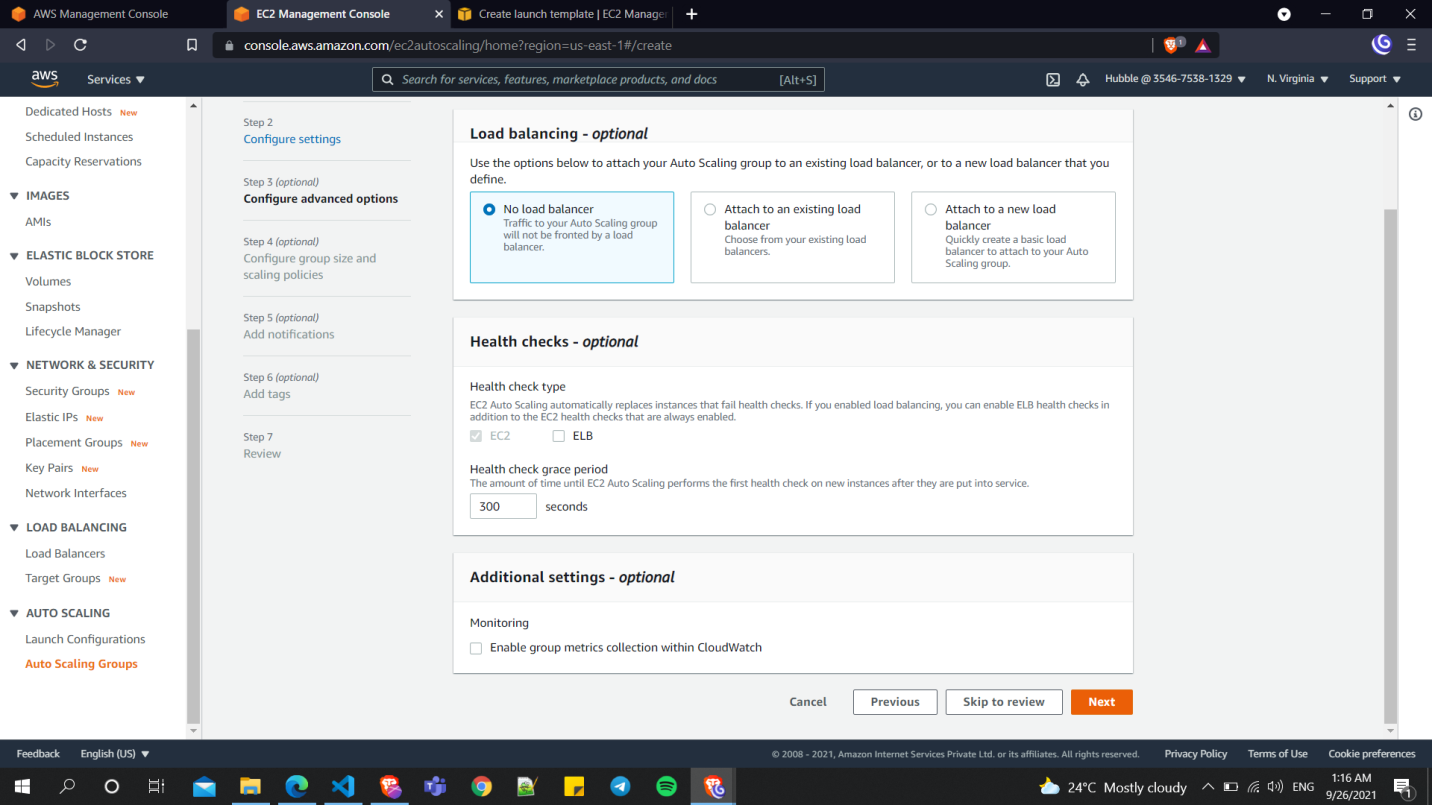 AWS Management Console
EC2 Management Console
Create launch template | EC2 Manage
console.aws.amazon.com/ec2autoscaling/home?region=us-east-1#/create
1
aws
Services
Search for services, features, marketplace products, and docs
[Alt+S]
Hubble @ 3546-7538-1329
N. Virginia
Support
Dedicated Hosts New
Scheduled Instances
Capacity Reservations
IMAGES
AMIs
ELASTIC BLOCK STORE
Volumes
Snapshots
Lifecycle Manager
NETWORK & SECURITY
Security Groups New
Elastic IPs New
Placement Groups New
Key Pairs New
Network Interfaces
LOAD BALANCING
Load Balancers
Target Groups New
AUTO SCALING
Launch Configurations
Auto Scaling Groups
Step 2
Configure settings
Step 3 (optional)
Configure advanced options
Step 4 (optional)
Configure group size and
scaling policies
Step 5 (optional)
Add notifications
Step 6 (optional)
Add tags
Step 7
Review
Load balancing - optional
Use the options below to attach your Auto Scaling group to an existing load balancer, or to a new load balancer that you
define.
No load balancer
Traffic to your Auto Scaling group
will not be fronted by a load
balancer.
Attach to an existing load
balancer
Choose from your existing load
balancers.
Attach to a new load
balancer
Quickly create a basic load
balancer to attach to your Auto
Scaling group.
Health checks - optional
Health check type
EC2 Auto Scaling automatically replaces instances that fail health checks. If you enabled load balancing, you can enable ELB health checks in
addition to the EC2 health checks that are always enabled.
EC2
ELB
Health check grace period
The amount of time until EC2 Auto Scaling performs the first health check on new instances after they are put into service.
300
seconds
Additional settings - optional
Monitoring
Enable group metrics collection within CloudWatch
Cancel
Previous
Skip to review
Next
Feedback
English (US)
© 2008 - 2021, Amazon Internet Services Private Ltd. or its affiliates. All rights reserved.
Privacy Policy
Terms of Use
Cookie preferences
24°C Mostly cloudy
ENG
1:16 AM
9/26/2021
1